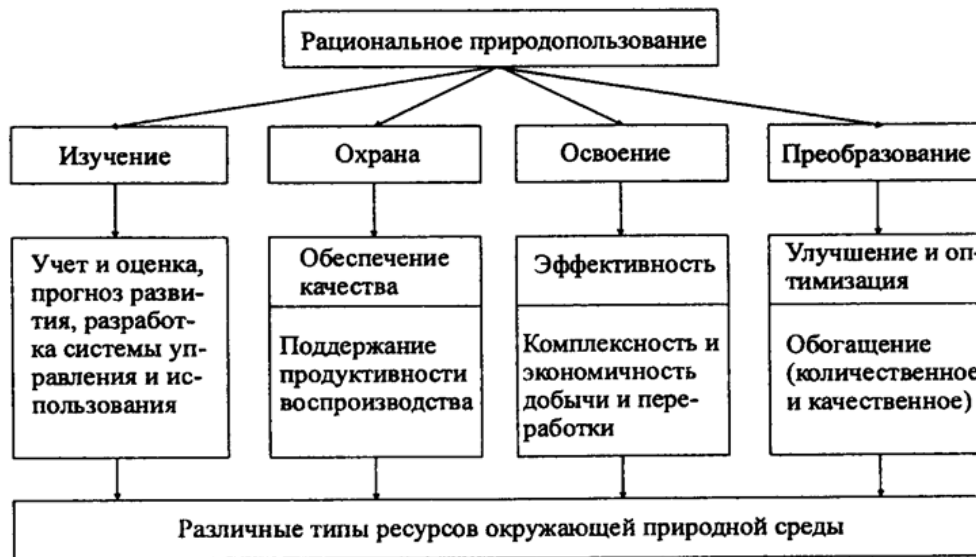 Рациональное природопользование
Изучение
Охрана
Освоение
Преобразование
Учет и оценка,
прогноз разви-
тия, разработ-
ка системы уп-
равления и ис-
пользования
Обеспечение
качества
Поддержание
продуктивности
воспроизводства
Эффективность
Комплексность и
экономичность
добычи и пере-
работки
Улучшение и оп-
тимизация
Обогащение
(количественное
и качественное)
Различные типы ресурсов окружающей природной среды